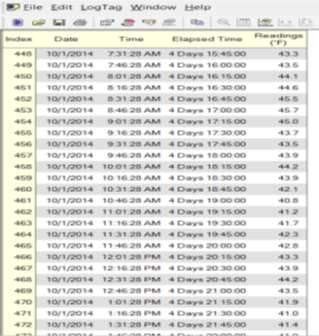 File Edit LogTag Window Help
Index Date Time Elapsed Time Readings (°F)
448 10/1/2014 7:31:28 AM 4 Days 15:45:00 43.3
449 10/1/2014 7:46:28 AM 4 Days 16:00:00 43.5
450 10/1/2014 8:01:28 AM 4 Days 16:15:00 44.1
451 10/1/2014 8:16:28 AM 4 Days 16:30:00 44.6
452 10/1/2014 8:31:28 AM 4 Days 16:45:00 45.5
453 10/1/2014 8:46:28 AM 4 Days 17:00:00 45.7
454 10/1/2014 9:01:28 AM 4 Days 17:15:00 45.0
455 10/1/2014 9:16:28 AM 4 Days 17:30:00 43.7
456 10/1/2014 9:31:28 AM 4 Days 17:45:00 43.5
457 10/1/2014 9:46:28 AM 4 Days 18:00:00 43.9
458 10/1/2014 10:01:28 AM 4 Days 18:15:00 44.2
459 10/1/2014 10:16:28 AM 4 Days 18:30:00 43.9
460 10/1/2014 10:31:28 AM 4 Days 18:45:00 42.1
461 10/1/2014 10:46:28 AM 4 Days 19:00:00 40.8
462 10/1/2014 11:01:28 AM 4 Days 19:15:00 41.2
463 10/1/2014 11:16:28 AM 4 Days 19:30:00 41.7
464 10/1/2014 11:31:28 AM 4 Days 19:45:00 42.3
465 10/1/2014 11:46:28 AM 4 Days 20:00:00 42.8
466 10/1/2014 12:01:28 PM 4 Days 20:15:00 43.3
467 10/1/2014 12:16:28 PM 4 Days 20:30:00 43.9
468 10/1/2014 12:31:28 PM 4 Days 20:45:00 44.2
469 10/1/2014 12:46:28 PM 4 Days 21:00:00 43.5
470 10/1/2014 1:01:28 PM 4 Days 21:15:00 41.9
471 10/1/2014 1:16:28 PM 4 Days 21:30:00 41.0
472 10/1/2014 1:31:28 PM 4 Days 21:45:00 41.4